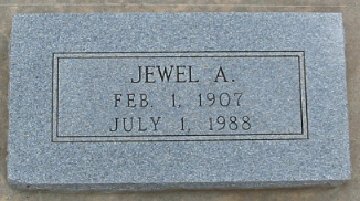 JEWEL A.
FEB. 1, 1907
JULY 1, 1988